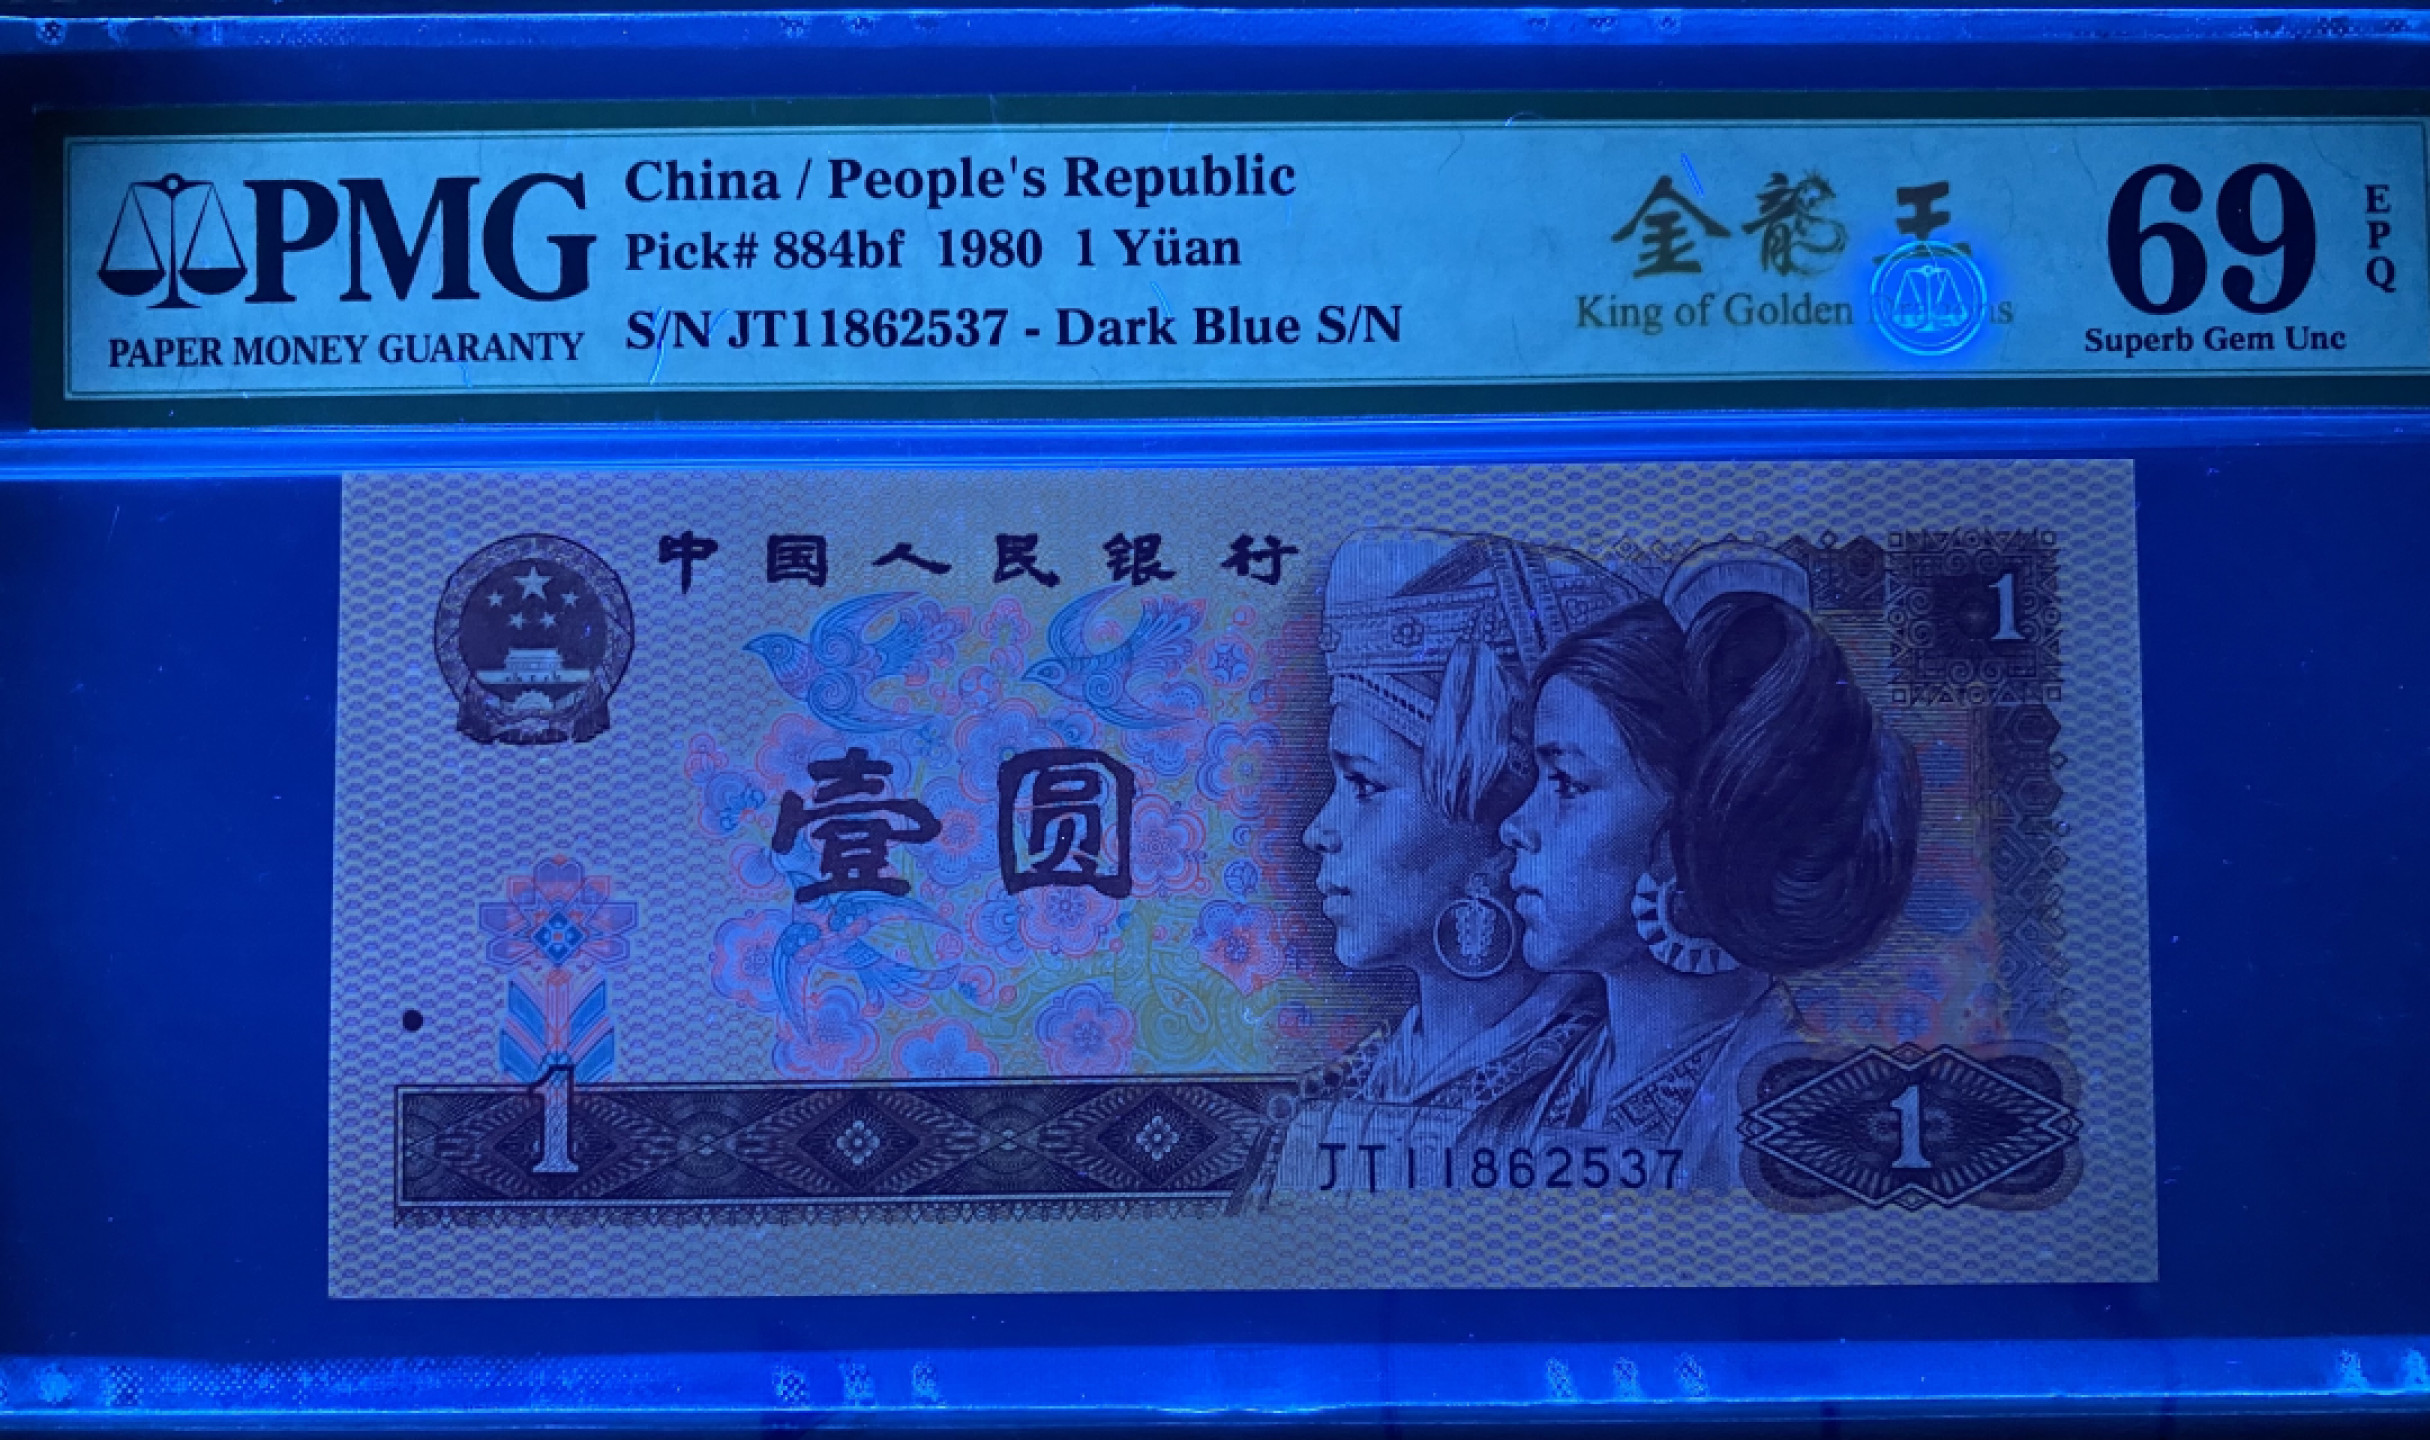 PMG
PAPER MONEY GUARANTY
China / People's Republic
Pick# 884bf 1980 1 Yüan
S/N JT11862537 - Dark Blue S/N
金龍王
King of Golden Dragons
69
EPQ
Superb Gem Unc
中国人民银行
1
壹圆
1
1
JT11862537